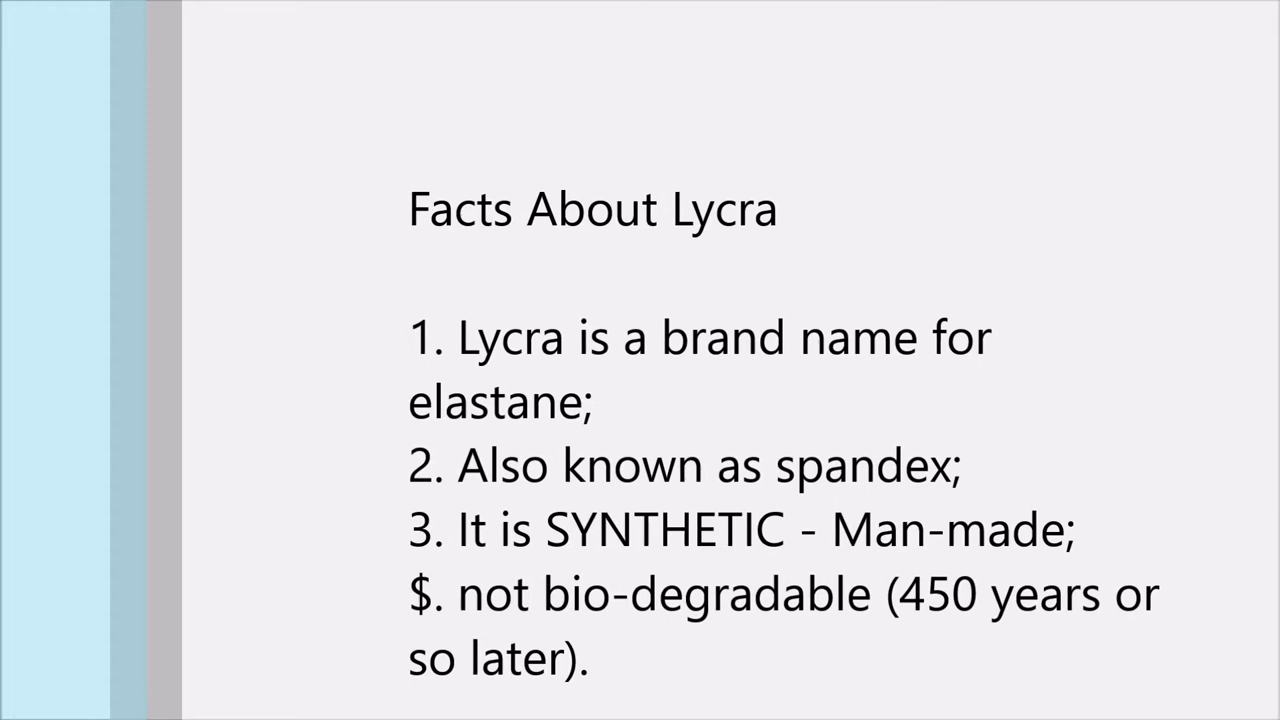 Facts About Lycra
1. Lycra is a brand name for
elastane;
2. Also known as spandex;
3. It is SYNTHETIC - Man-made;
$. not bio-degradable (450 years or
so later).